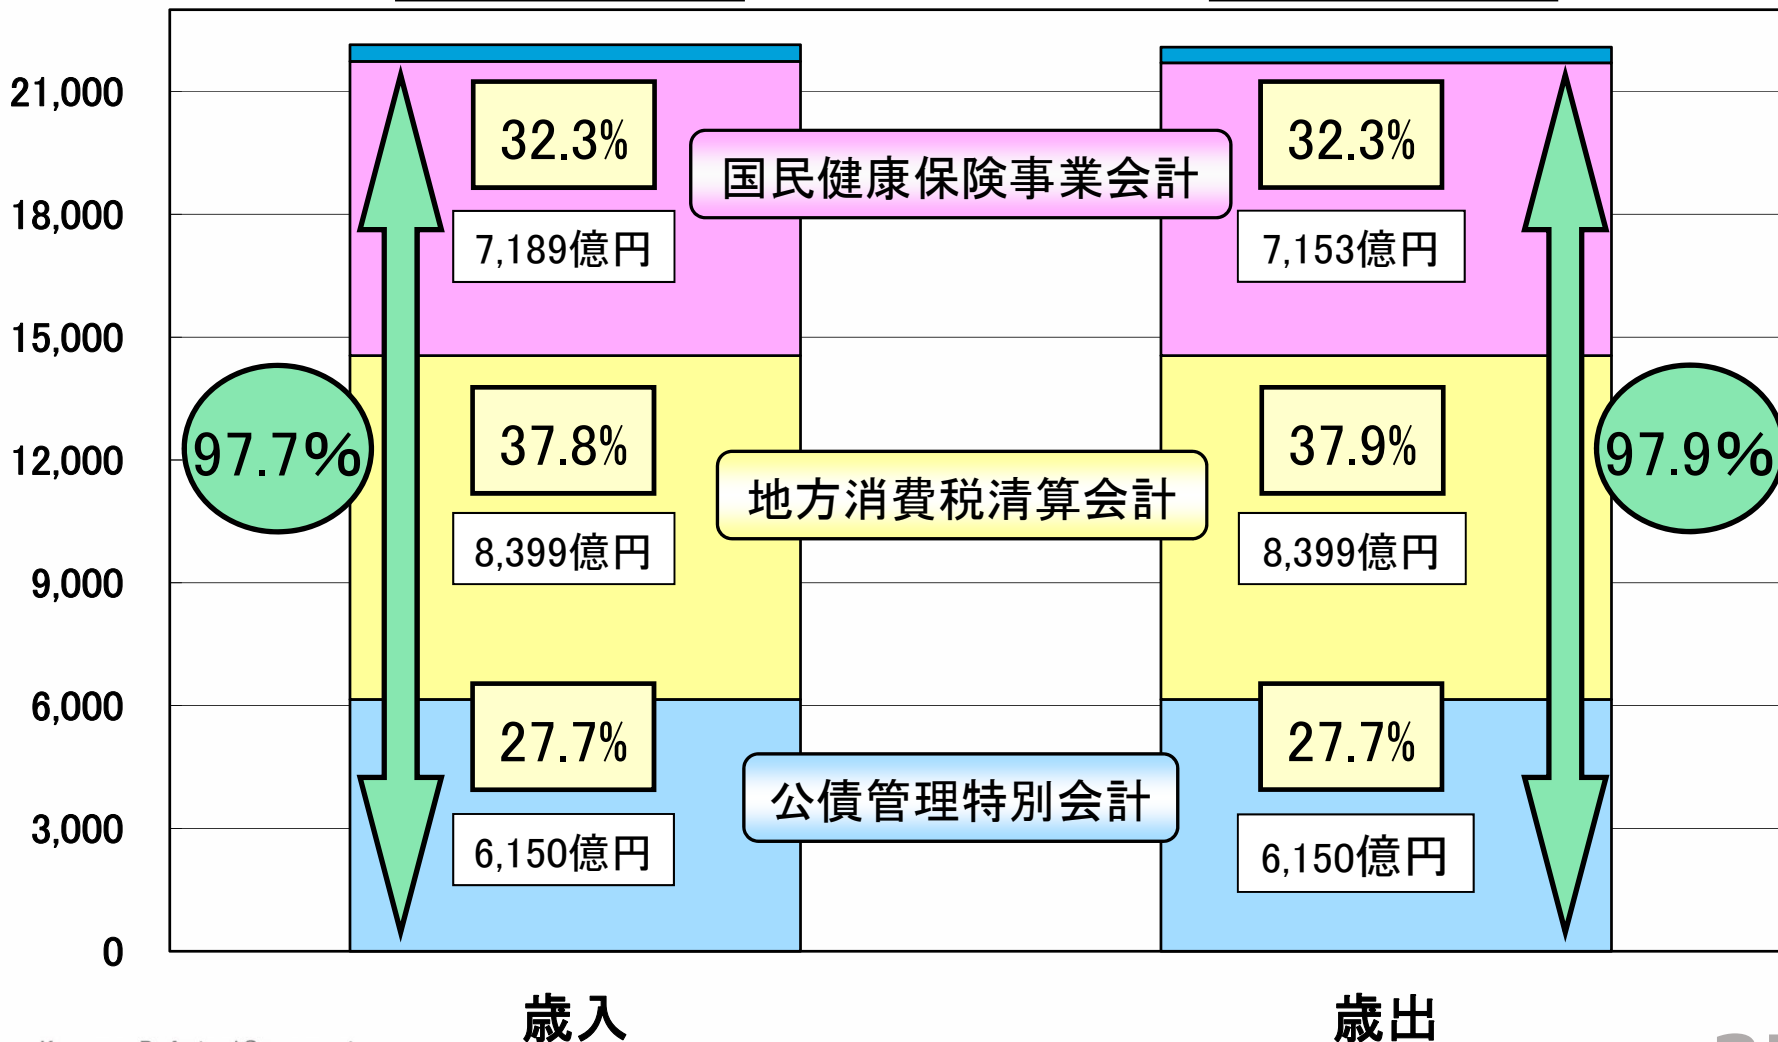 21,000
18,000
15,000
12,000
9,000
6,000
3,000
0
32.3%
7,189億円
国民健康保険事業会計
32.3%
7,153億円
97.7%
37.8%
8,399億円
地方消費税清算会計
37.9%
8,399億円
97.9%
27.7%
6,150億円
公債管理特別会計
27.7%
6,150億円
歳入
歳出